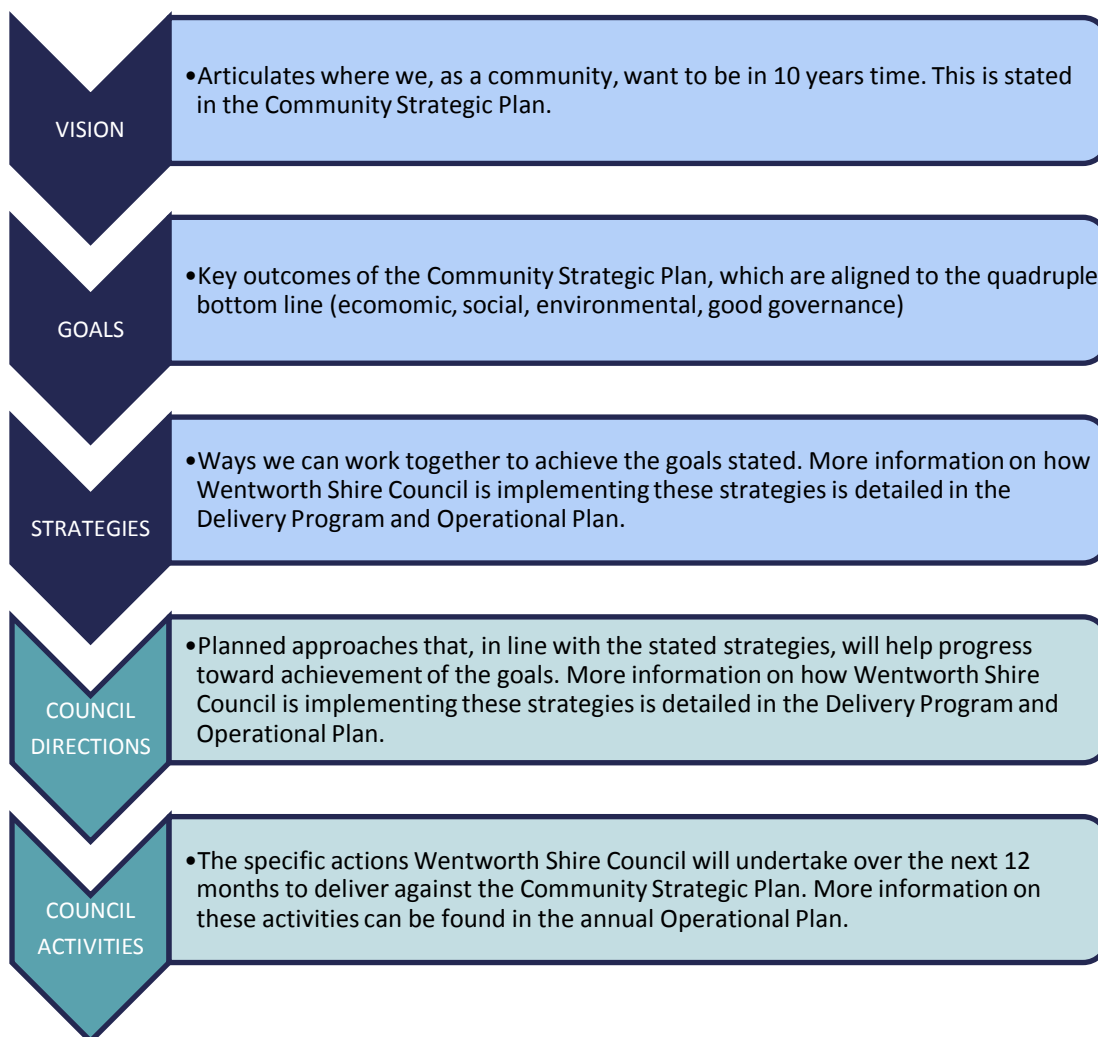 VISION
•Articulates where we, as a community, want to be in 10 years time. This is stated
in the Community Strategic Plan.
GOALS
•Key outcomes of the Community Strategic Plan, which are aligned to the quadruple
bottom line (ecomomic, social, environmental, good governance)
STRATEGIES
•Ways we can work together to achieve the goals stated. More information on how
Wentworth Shire Council is implementing these strategies is detailed in the
Delivery Program and Operational Plan.
COUNCIL
DIRECTIONS
•Planned approaches that, in line with the stated strategies, will help progress
toward achievement of the goals. More information on how Wentworth Shire
Council is implementing these strategies is detailed in the Delivery Program and
Operational Plan.
COUNCIL
ACTIVITIES
•The specific actions Wentworth Shire Council will undertake over the next 12
months to deliver against the Community Strategic Plan. More information on
these activities can be found in the annual Operational Plan.